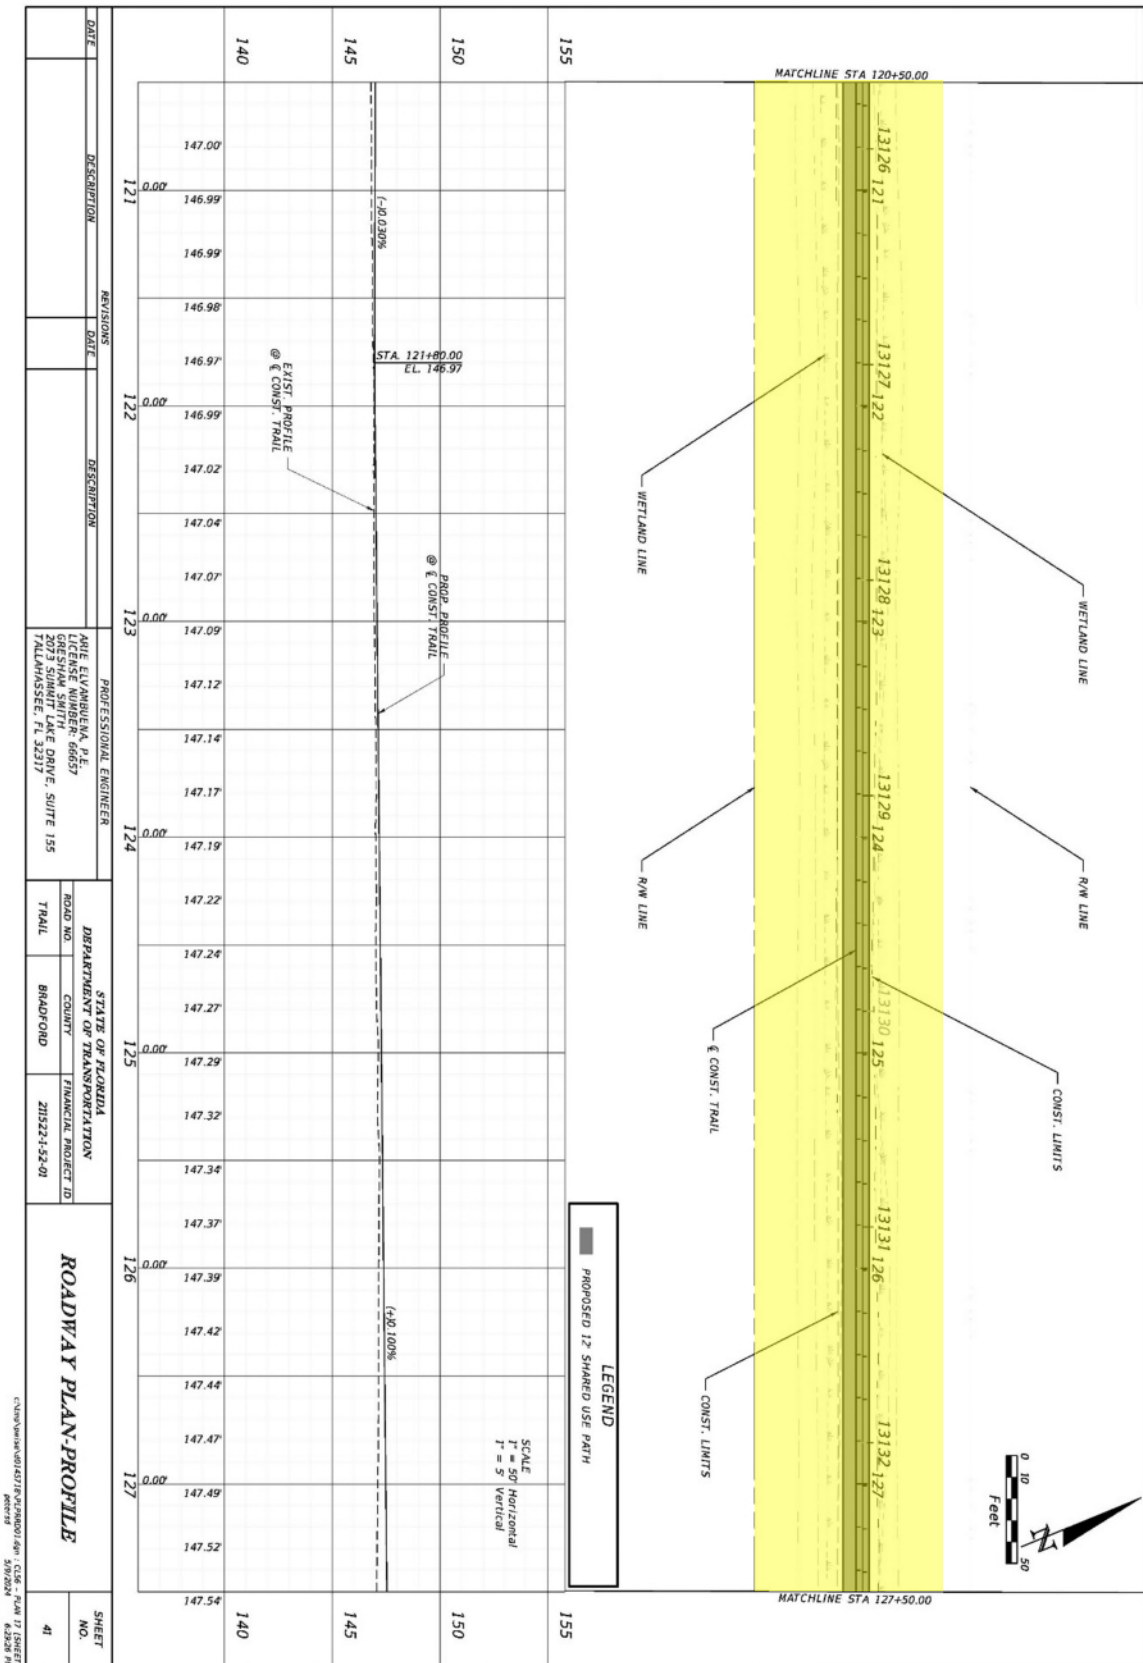 MATCHLINE STA 120+50.00
13126
121
13127
122
13128
123
13129
124
13130
125
13131
126
13132
127
MATCHLINE STA 127+50.00
WETLAND LINE
WETLAND LINE
R/W LINE
R/W LINE
℄ CONST. TRAIL
CONST. LIMITS
CONST. LIMITS
0 10 50
Feet
N
LEGEND
PROPOSED 12' SHARED USE PATH
SCALE
1" = 50' Horizontal
1" = 5' Vertical
155
150
145
140
155
150
145
140
(-)0.030%
STA. 121+80.00
EL. 146.97
EXIST. PROFILE
@ ℄ CONST. TRAIL
PROP. PROFILE
@ ℄ CONST. TRAIL
(+)0.100%
147.00'
146.99'
146.99'
146.98'
146.97'
146.99'
147.02'
147.04'
147.07'
147.09'
147.12'
147.14'
147.17'
147.19'
147.22'
147.24'
147.27'
147.29'
147.32'
147.34'
147.37'
147.39'
147.42'
147.44'
147.47'
147.49'
147.52'
147.54'
0.00'
0.00'
0.00'
0.00'
0.00'
0.00'
0.00'
121
122
123
124
125
126
127
REVISIONS
DATE
DESCRIPTION
DATE
DESCRIPTION
PROFESSIONAL ENGINEER
ARIE ELVAMBUENA, P.E.
LICENSE NUMBER: 66657
GRESHAM SMITH
2073 SUMMIT LAKE DRIVE, SUITE 155
TALLAHASSEE, FL 32317
STATE OF FLORIDA
DEPARTMENT OF TRANSPORTATION
ROAD NO.
COUNTY
FINANCIAL PROJECT ID
TRAIL
BRADFORD
211522-1-52-01
ROADWAY PLAN-PROFILE
SHEET
NO.
41
5/9/2024